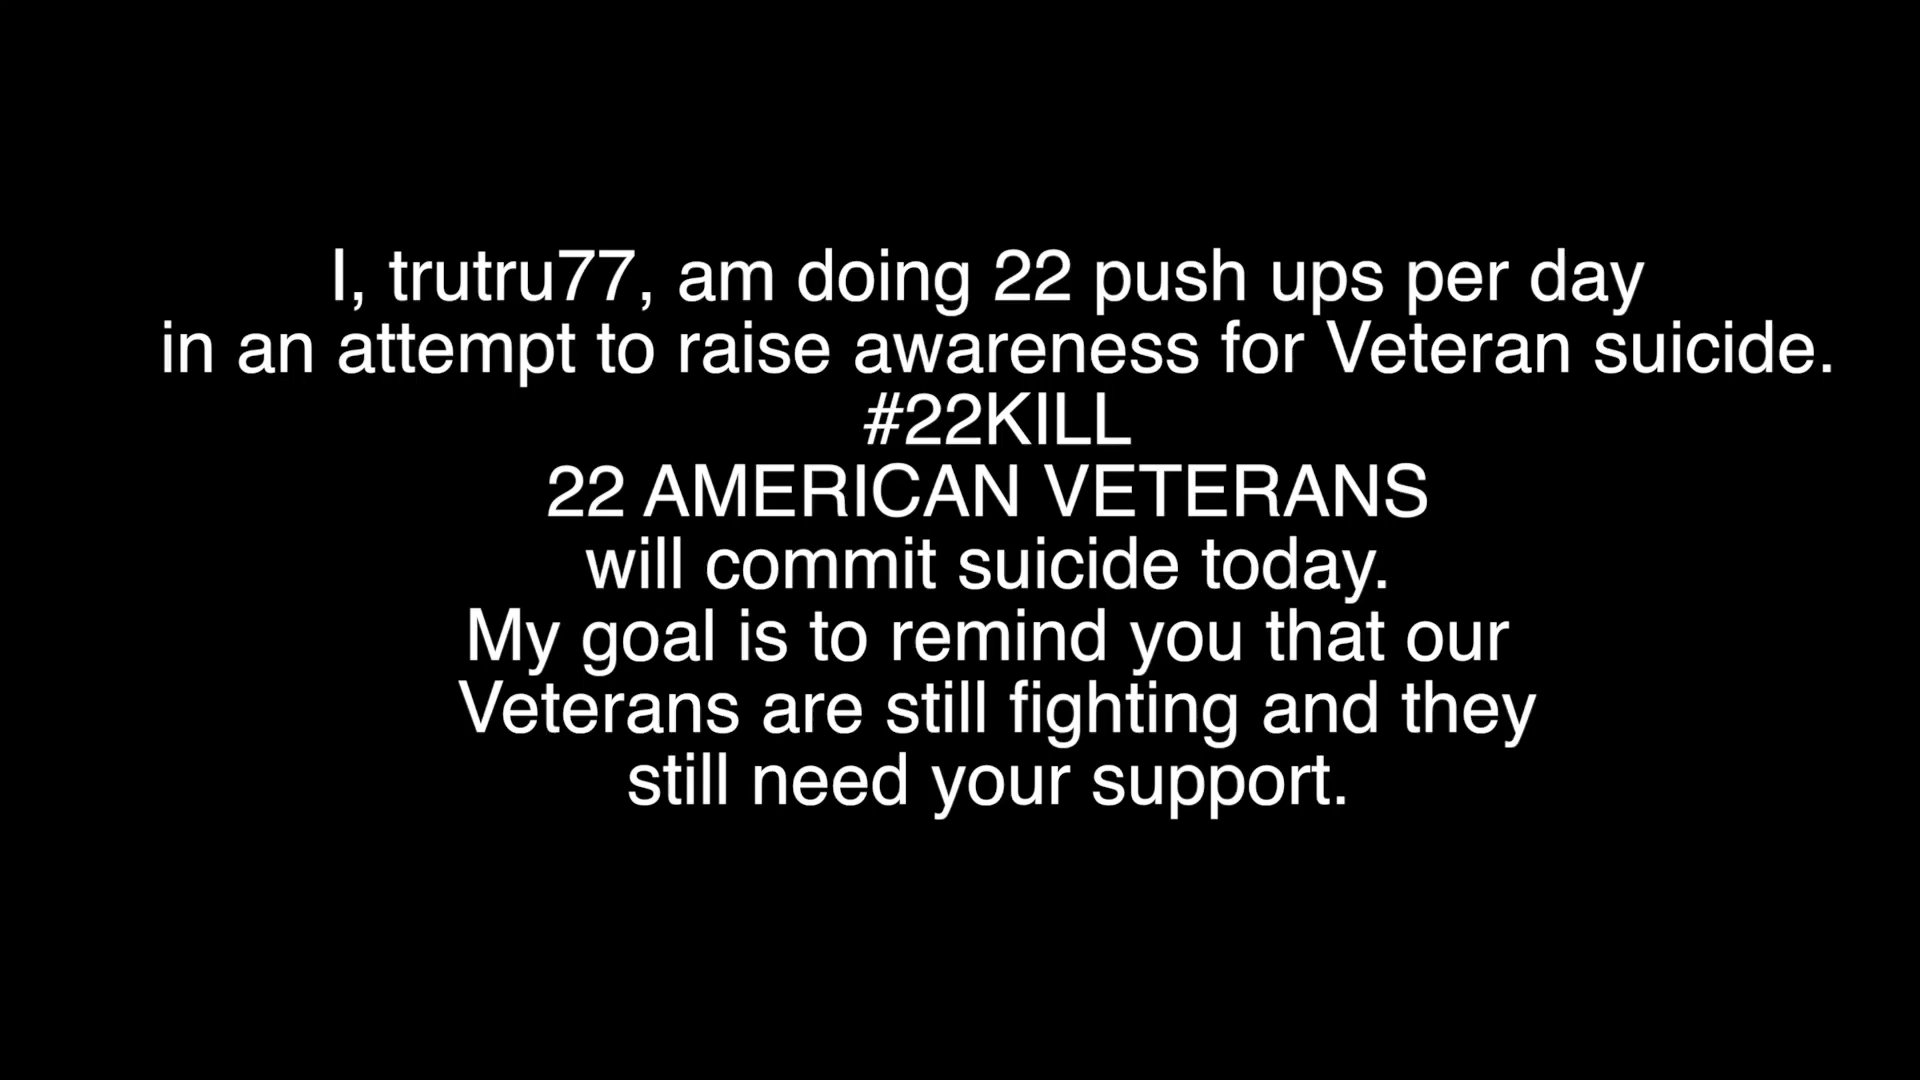 I, trutru77, am doing 22 push ups per day
in an attempt to raise awareness for Veteran suicide.
#22KILL
22 AMERICAN VETERANS
will commit suicide today.
My goal is to remind you that our
Veterans are still fighting and they
still need your support.